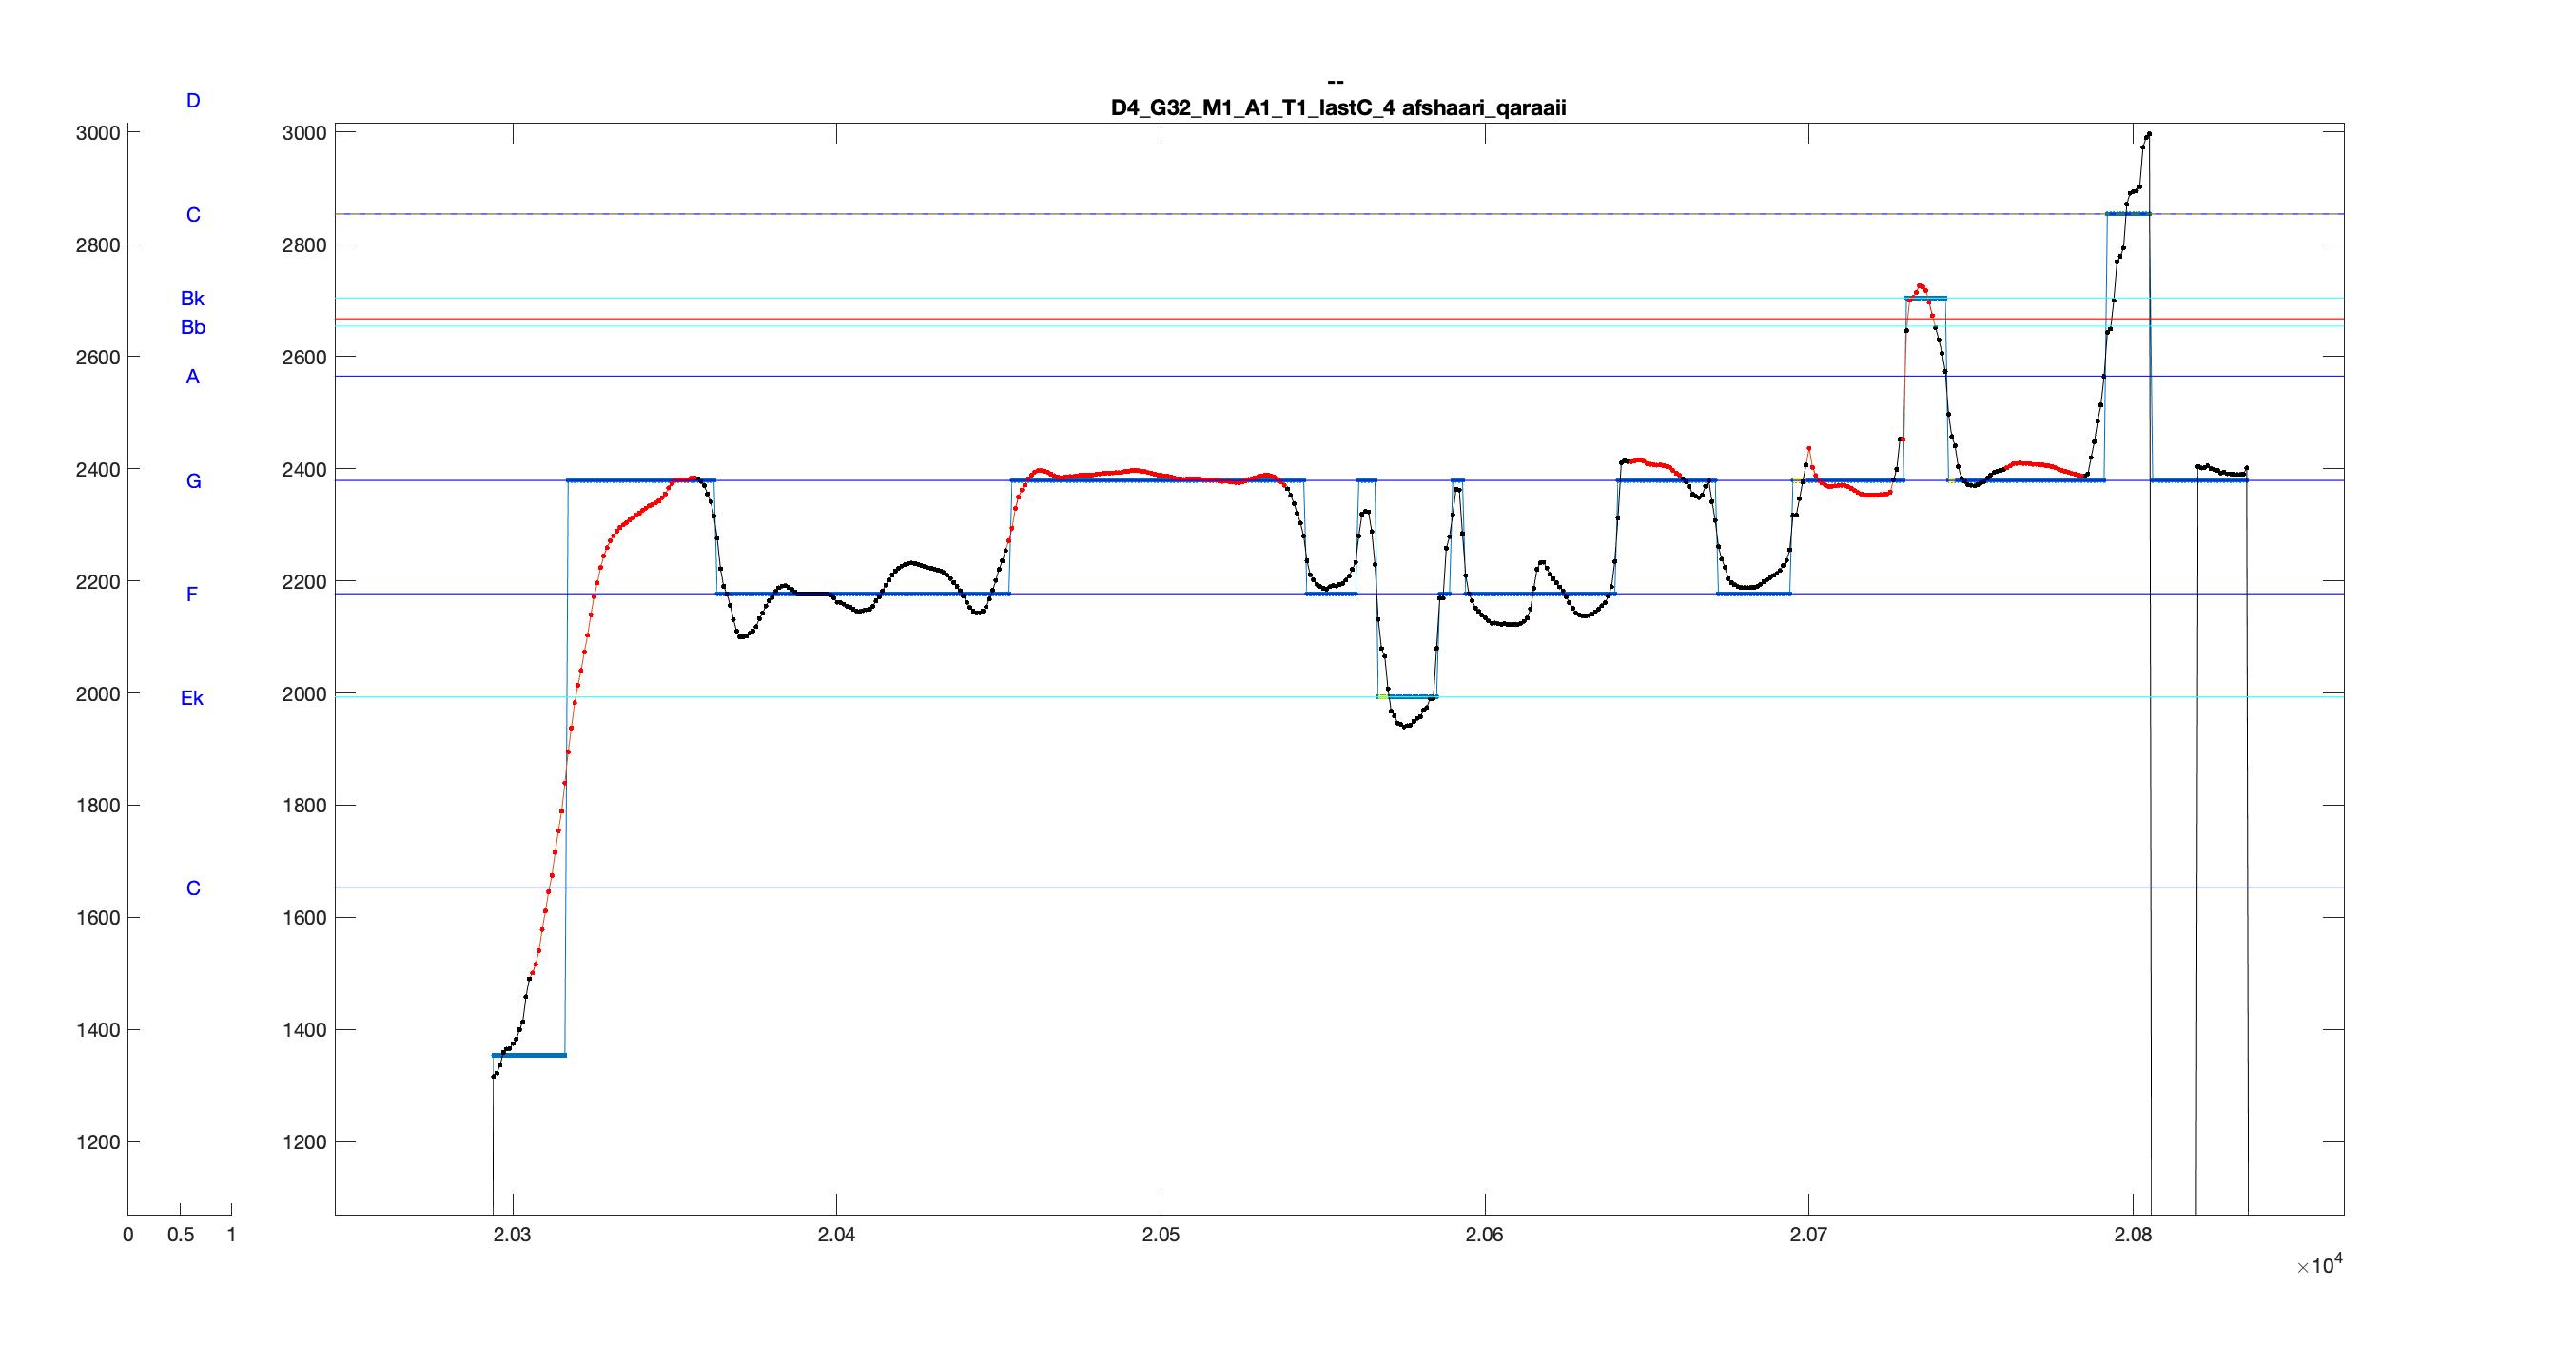 --
D4_G32_M1_A1_T1_lastC_4 afshaari_qaraaii
D
3000 3000
C
2800 2800
Bk
Bb
2600 2600
A
2400 2400
G
2200 2200
F
2000 2000
Ek
1800 1800
C
1600 1600
1400 1400
1200 1200
0 0.5 1 2.03 2.04 2.05 2.06 2.07 2.08
×10⁴